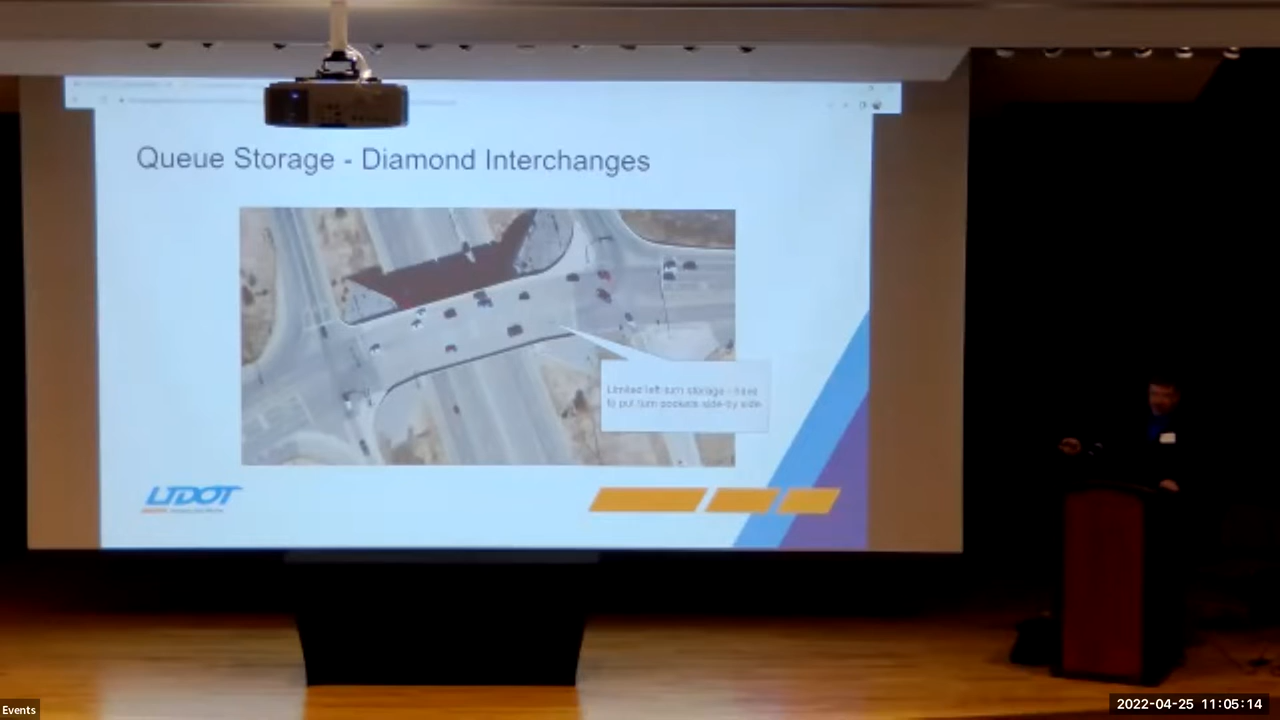 Queue Storage - Diamond Interchanges
Limited left-turn storage - need
to put turn pockets side-by-side
Events
2022-04-25 11:05:14